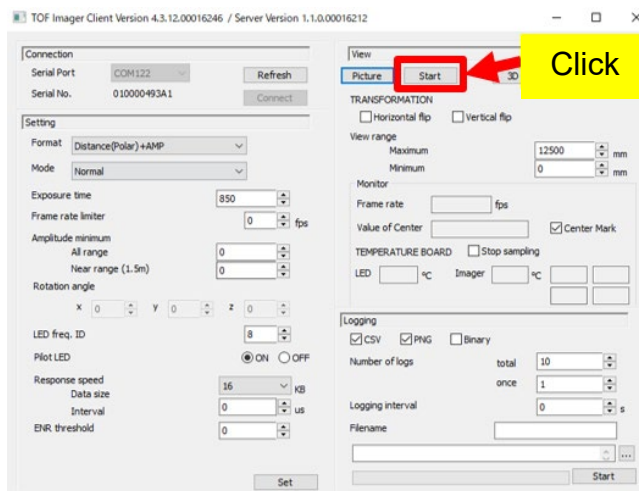 TOF Imager Client Version 4.3.12.00016246 / Server Version 1.1.0.00016212
Connection
Serial Port COM122 Refresh
Serial No. 010000493A1 Connect
Setting
Format Distance(Polar)+AMP
Mode Normal
Exposure time 850
Frame rate limiter 0 fps
Amplitude minimum
All range 0
Near range (1.5m) 0
Rotation angle
x 0 y 0 z 0
LED freq. ID 8
Pilot LED ON OFF
Response speed
Data size 16 KB
Interval 0 us
ENR threshold 0
Set
View
Picture Start 3D
Click
TRANSFORMATION
Horizontal flip Vertical flip
View range
Maximum 12500 mm
Minimum 0 mm
Monitor
Frame rate fps
Value of Center Center Mark
TEMPERATURE BOARD Stop sampling
LED ℃ Imager ℃
Logging
CSV PNG Binary
Number of logs total 10
once 1
Logging interval 0 s
Filename
...
Start